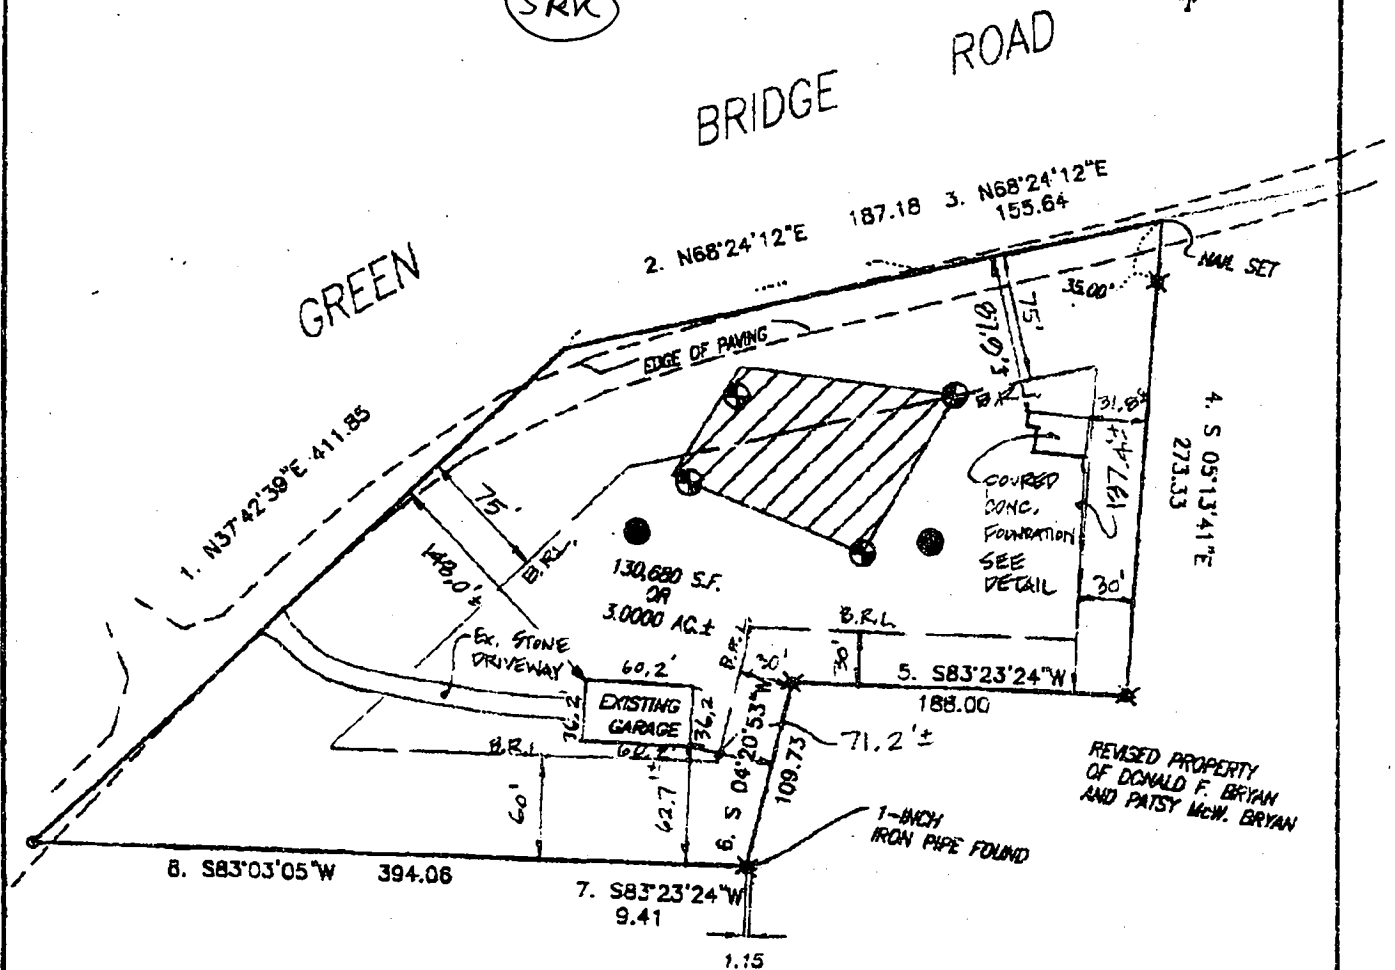 SRK
ROAD
BRIDGE
GREEN
2. N68°24'12"E 187.18
3. N68°24'12"E
155.64
NAIL SET
35.00'
75'
87.9'±
EDGE OF PAVING
1. N37°42'39"E 411.85
75'
148.0'±
B.R.L.
31.8'±
4. S 05°13'41"E
273.33
187.4'±
30'
POURED
CONC.
FOUNDATION
SEE
DETAIL
130,680 S.F.
OR
3.0000 AC.±
B.R.L.
B.R.L.
30'
30'
EX. STONE
DRIVEWAY
60.2'
36.2'
EXISTING
GARAGE
36.2
60.2'
B.R.L.
5. S83°23'24"W
188.00
6. S 04°20'53"W
109.73
71.2'±
60'
62.7'±
REVISED PROPERTY
OF DONALD F. BRYAN
AND PATSY McW. BRYAN
1-INCH
IRON PIPE FOUND
8. S83°03'05"W 394.06
7. S83°23'24"W
9.41
1.15